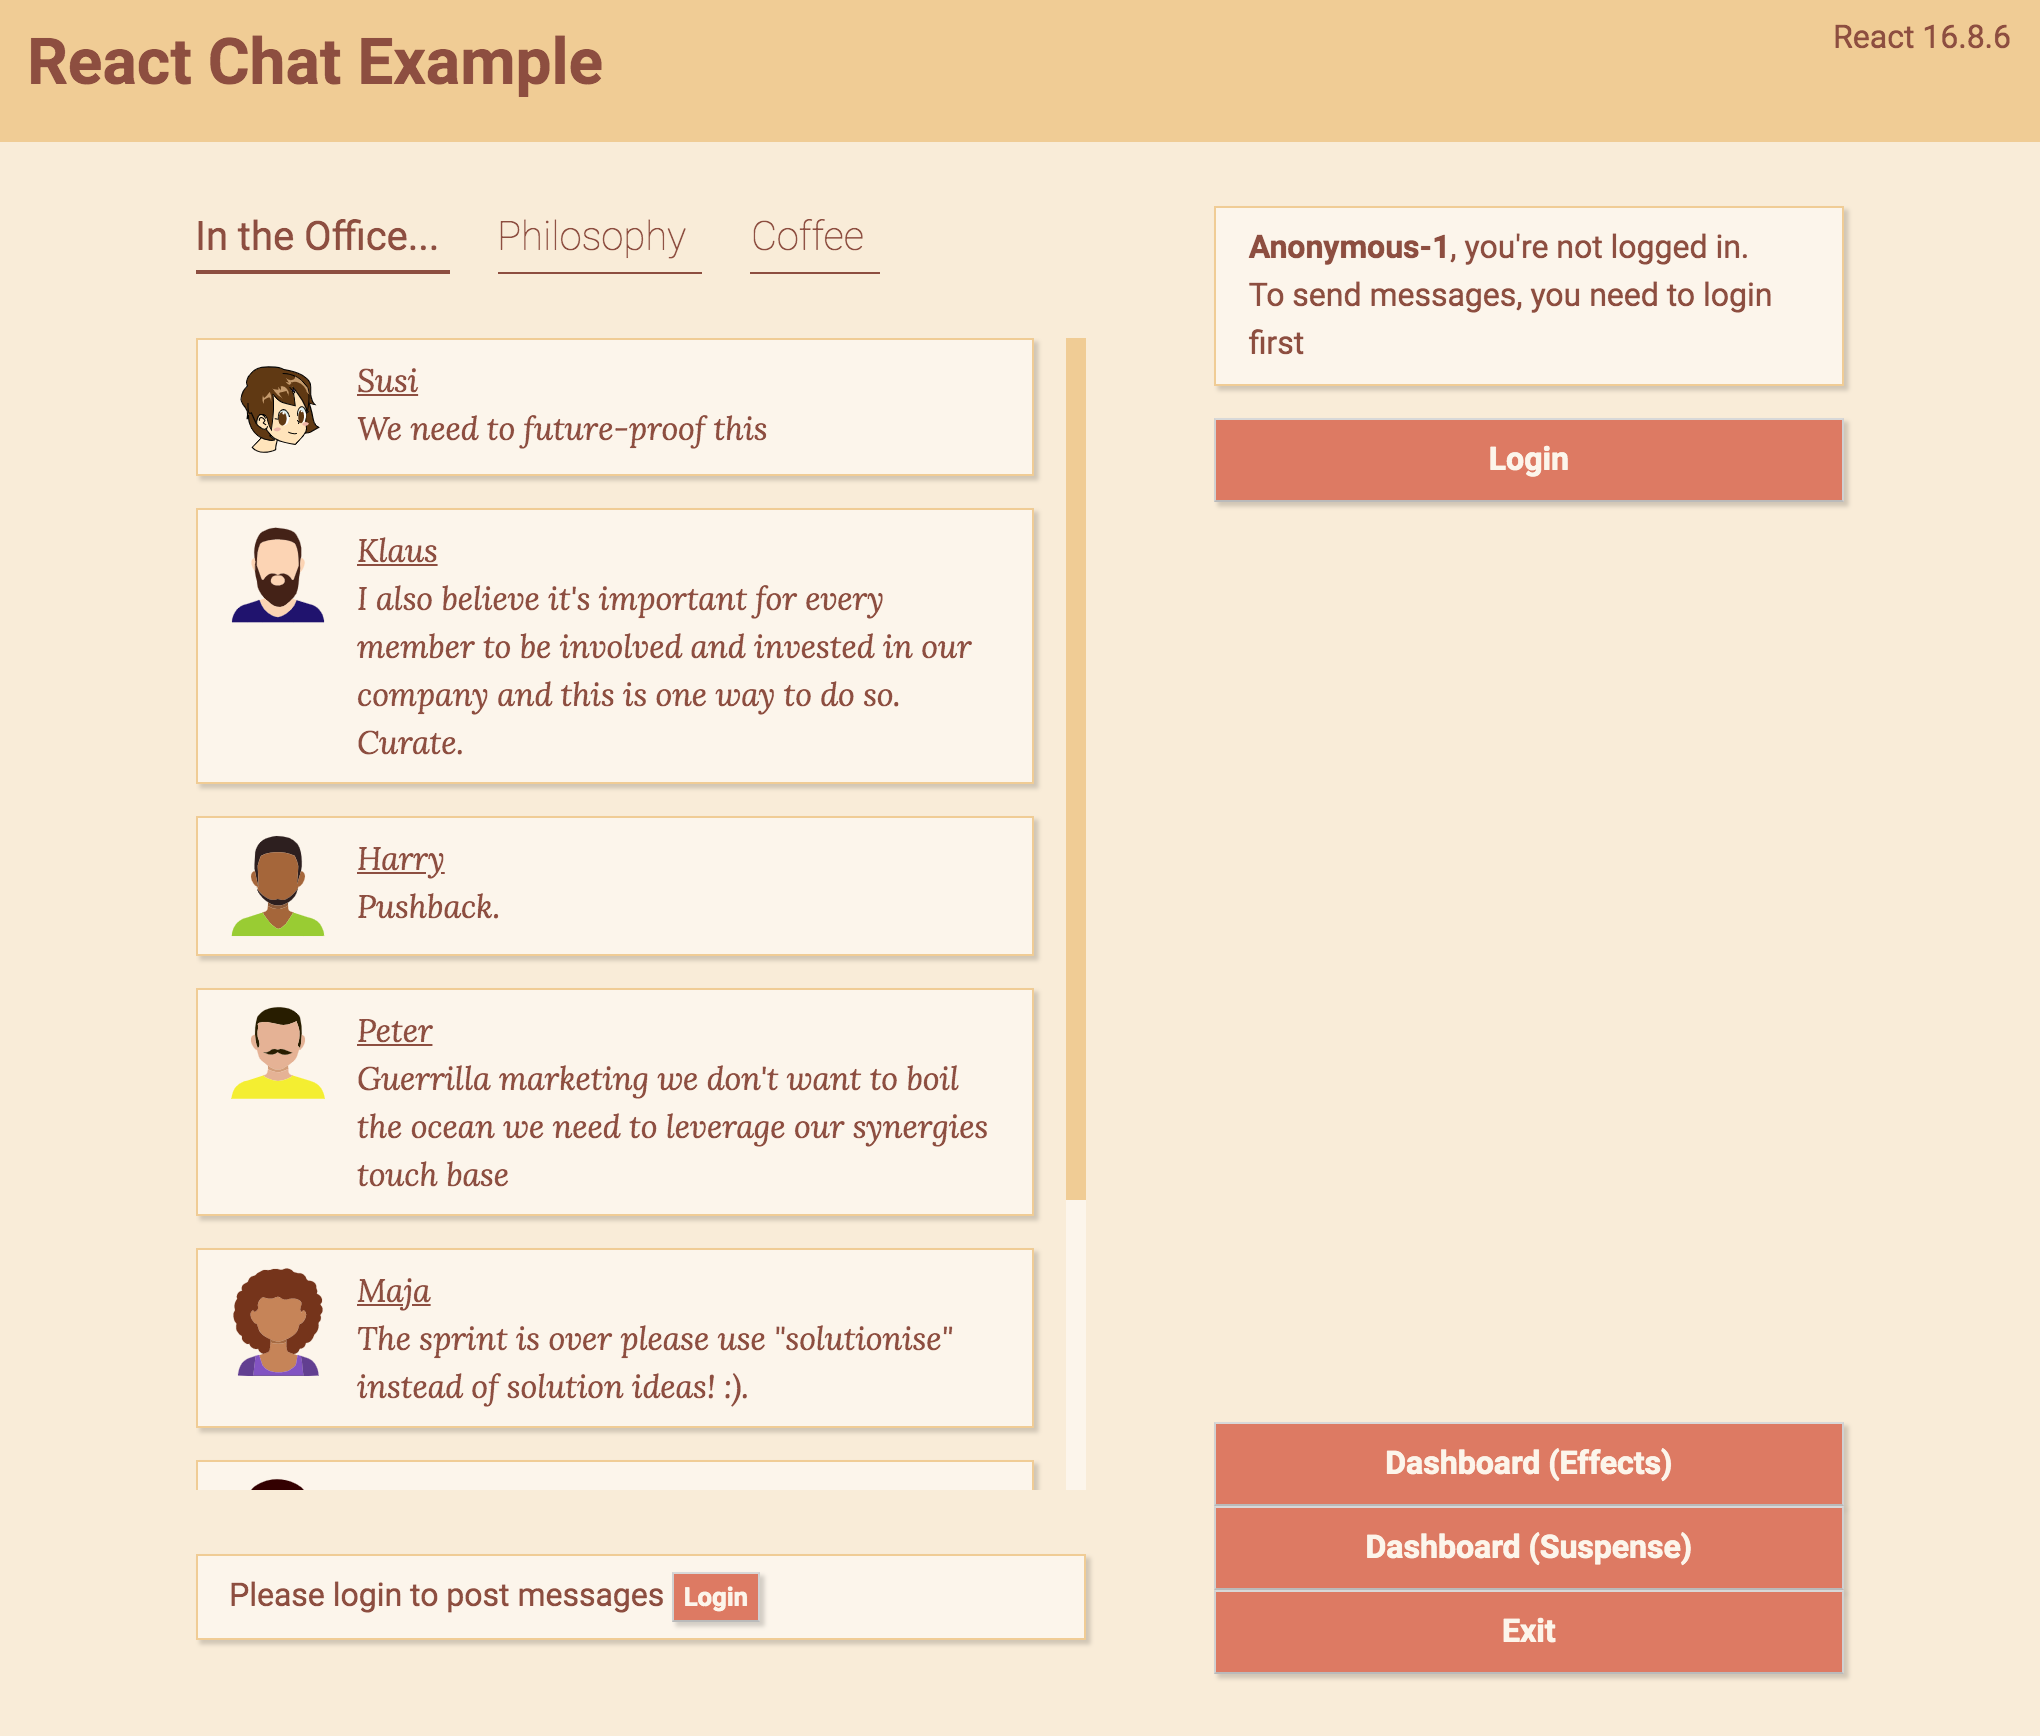 React Chat Example
React 16.8.6
In the Office...
Philosophy
Coffee
Susi
We need to future-proof this
Klaus
I also believe it's important for every
member to be involved and invested in our
company and this is one way to do so.
Curate.
Harry
Pushback.
Peter
Guerrilla marketing we don't want to boil
the ocean we need to leverage our synergies
touch base
Maja
The sprint is over please use "solutionise"
instead of solution ideas! :).
Please login to post messages
Login
Anonymous-1, you're not logged in.
To send messages, you need to login
first
Login
Dashboard (Effects)
Dashboard (Suspense)
Exit